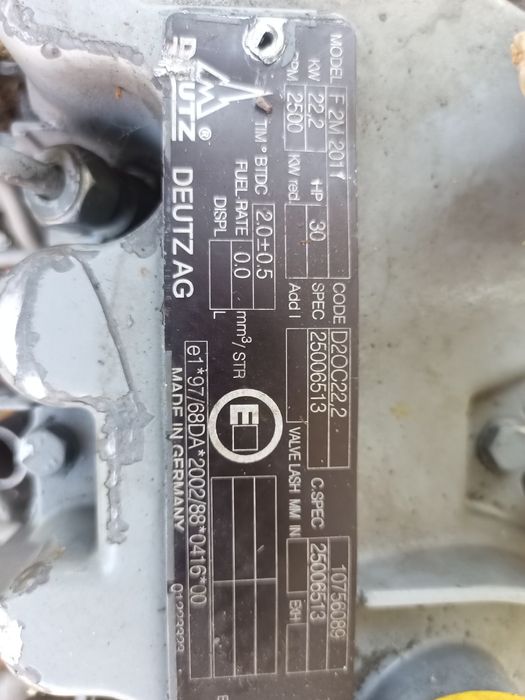 MODEL F 2M 2011 CODE D2OC22,2 10756089
KW 22,2 HP 30 SPEC 25006513 C.SPEC 25006513
2500 KW red. Add I VALVE LASH MM IN EXH
TIM ° BTDC 2.0±0.5
FUEL-RATE 0.0 mm³/ STR
DISPL L
DEUTZ ® DEUTZ AG
E
e1*97/68DA*2002/88*0416*00
MADE IN GERMANY